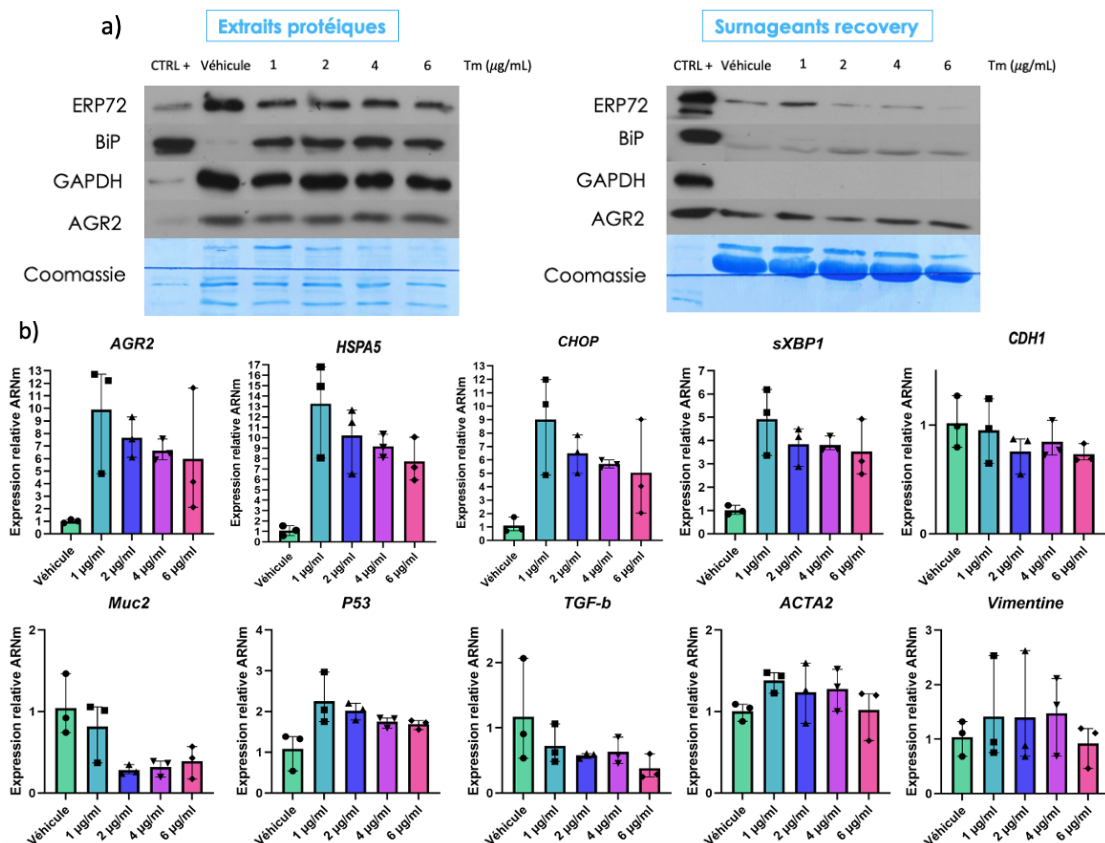 a)
Extraits protéiques
Surnageants recovery
CTRL + Véhicule 1 2 4 6 Tm (µg/mL)
CTRL + Véhicule 1 2 4 6 Tm (µg/mL)
ERP72
BiP
GAPDH
AGR2
Coomassie
ERP72
BiP
GAPDH
AGR2
Coomassie
b)
AGR2
Expression relative ARNm
13
12
11
10
9
8
7
6
5
4
3
2
1
0
Véhicule
1 µg/ml
2 µg/ml
4 µg/ml
6 µg/ml
HSPA5
Expression relative ARNm
17
16
15
14
13
12
11
10
9
8
7
6
5
4
3
2
1
0
Véhicule
1 µg/ml
2 µg/ml
4 µg/ml
6 µg/ml
CHOP
Expression relative ARNm
13
12
11
10
9
8
7
6
5
4
3
2
1
0
Véhicule
1 µg/ml
2 µg/ml
4 µg/ml
6 µg/ml
sXBP1
Expression relative ARNm
7
6
5
4
3
2
1
0
Véhicule
1 µg/ml
2 µg/ml
4 µg/ml
6 µg/ml
CDH1
Expression relative ARNm
1
0
Véhicule
1 µg/ml
2 µg/ml
4 µg/ml
6 µg/ml
Muc2
Expression relative ARNm
2
1
0
Véhicule
1 µg/ml
2 µg/ml
4 µg/ml
6 µg/ml
P53
Expression relative ARNm
4
3
2
1
0
Véhicule
1 µg/ml
2 µg/ml
4 µg/ml
6 µg/ml
TGF-b
Expression relative ARNm
2
1
0
Véhicule
1 µg/ml
2 µg/ml
4 µg/ml
6 µg/ml
ACTA2
Expression relative ARNm
2
1
0
Véhicule
1 µg/ml
2 µg/ml
4 µg/ml
6 µg/ml
Vimentine
Expression relative ARNm
3
2
1
0
Véhicule
1 µg/ml
2 µg/ml
4 µg/ml
6 µg/ml